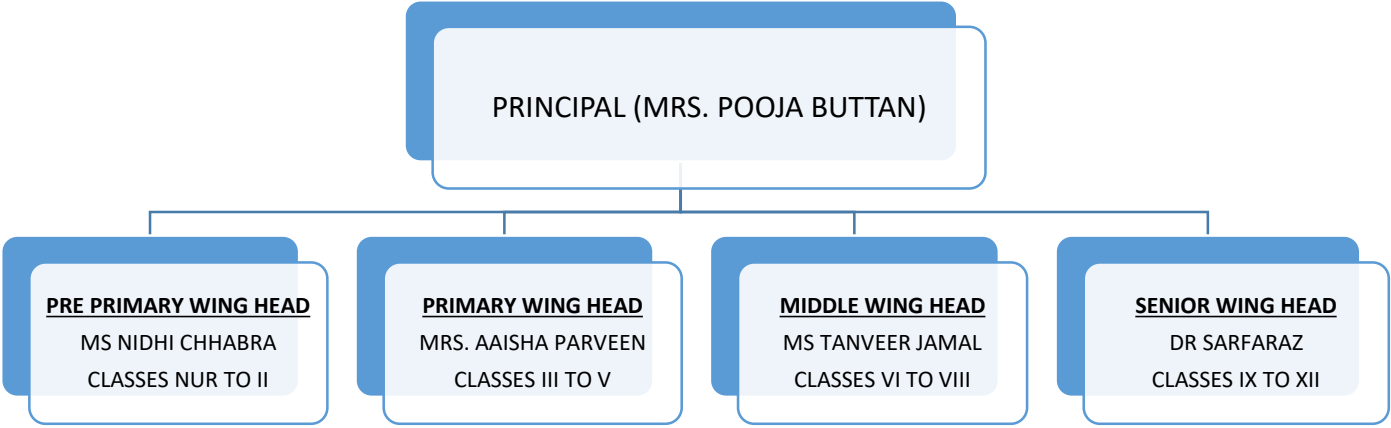 PRINCIPAL (MRS. POOJA BUTTAN)
PRE PRIMARY WING HEAD
MS NIDHI CHHABRA
CLASSES NUR TO II
PRIMARY WING HEAD
MRS. AAISHA PARVEEN
CLASSES III TO V
MIDDLE WING HEAD
MS TANVEER JAMAL
CLASSES VI TO VIII
SENIOR WING HEAD
DR SARFARAZ
CLASSES IX TO XII